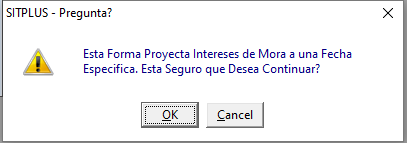 SITPLUS - Pregunta?
Esta Forma Proyecta Intereses de Mora a una Fecha
Especifica. Esta Seguro que Desea Continuar?
OK
Cancel